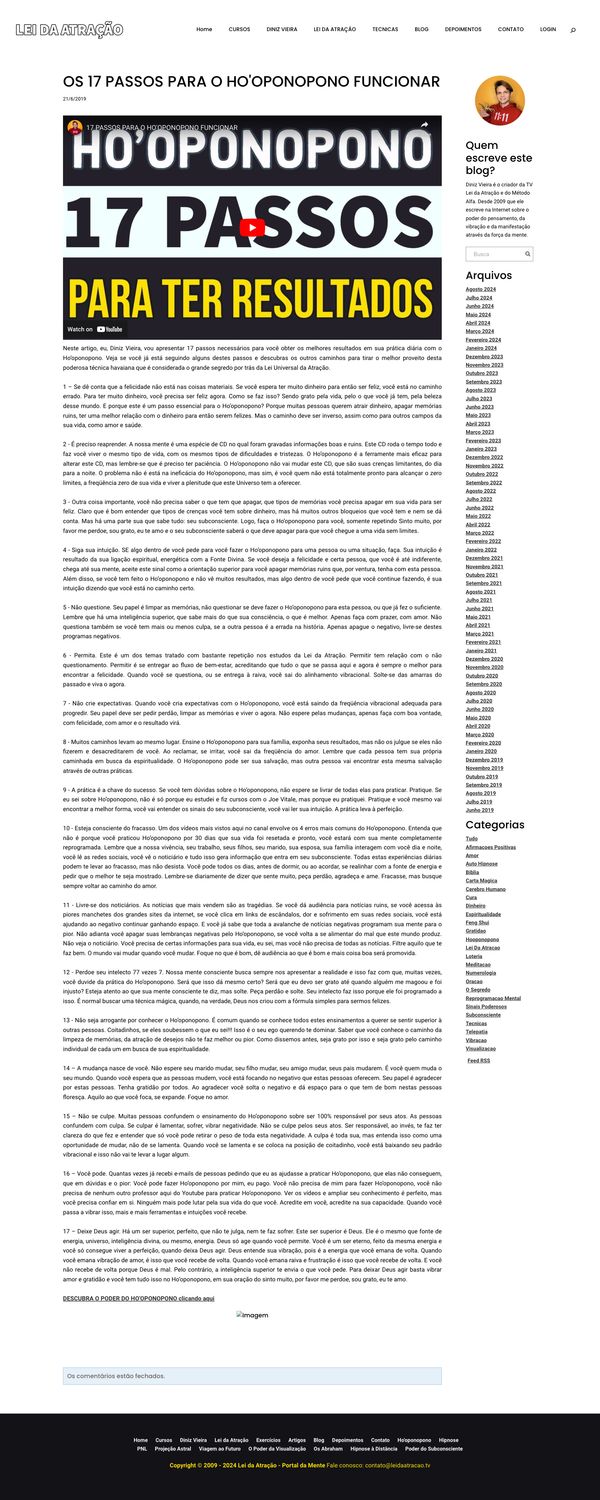 LEI DA ATRAÇÃO
Home CURSOS DINIZ VIEIRA LEI DA ATRAÇÃO TECNICAS BLOG DEPOIMENTOS CONTATO LOGIN
OS 17 PASSOS PARA O HO'OPONOPONO FUNCIONAR
21/6/2019
17 PASSOS PARA O HO'OPONOPONO FUNCIONAR
HO'OPONOPONO
17 PASSOS
PARA TER RESULTADOS
Watch on YouTube
Neste artigo, eu, Diniz Vieira, vou apresentar 17 passos necessários para você obter os melhores resultados em sua prática diária com o
Ho'oponopono. Veja se você já está seguindo alguns destes passos e descubras os outros caminhos para tirar o melhor proveito desta
poderosa técnica havaiana que é considerada o grande segredo por trás da Lei Universal da Atração.
1 – Se dê conta que a felicidade não está nas coisas materiais. Se você espera ter muito dinheiro para então ser feliz, você está no caminho
errado. Para ter muito dinheiro, você precisa ser feliz agora. Como se faz isso? Sendo grato pela vida, pelo o que você já tem, pela beleza
desse mundo. E porque este é um passo essencial para o Ho'oponopono? Porque muitas pessoas querem atrair dinheiro, apagar memórias
ruins, ter uma melhor relação com o dinheiro para então serem felizes. Mas o caminho deve ser inverso, assim como para outros campos da
sua vida, como amor e saúde.
2 - É preciso reaprender. A nossa mente é uma espécie de CD no qual foram gravadas informações boas e ruins. Este CD roda o tempo todo e
faz você viver o mesmo tipo de vida, com os mesmos tipos de dificuldades e tristezas. O Ho'oponopono é a ferramente mais eficaz para
alterar este CD, mas lembre-se que é preciso ter paciência. O Ho'oponopono não vai mudar este CD, que são suas crenças limitantes, do dia
para a noite. O problema não é está na ineficácia do Ho'oponopono, mas sim, é você quem não está totalmente pronto para alcançar o zero
limites, a freqüência zero de sua vida e viver a plenitude que este Universo tem a oferecer.
3 - Outra coisa importante, você não precisa saber o que tem que apagar, que tipos de memórias você precisa apagar em sua vida para ser
feliz. Claro que é bom entender que tipos de crenças você tem sobre dinheiro, mas há muitos outros bloqueios que você tem e nem se dá
conta. Mas há uma parte sua que sabe tudo: seu subconsciente. Logo, faça o Ho'oponopono para você, somente repetindo Sinto muito, por
favor me perdoe, sou grato, eu te amo e o seu subconsciente saberá o que deve apagar para que você chegue a uma vida sem limites.
4 - Siga sua intuição. SE algo dentro de você pede para você fazer o Ho'oponopono para uma pessoa ou uma situação, faça. Sua intuição é
resultado da sua ligação espiritual, energética com a Fonte Divina. Se você deseja a felicidade e certa pessoa, que você é até indiferente,
chega até sua mente, aceite este sinal como a orientação superior para você apagar memórias ruins que, por ventura, tenha com esta pessoa.
Além disso, se você tem feito o Ho'oponopono e não vê muitos resultados, mas algo dentro de você pede que você continue fazendo, é sua
intuição dizendo que você está no caminho certo.
5 - Não questione. Seu papel é limpar as memórias, não questionar se deve fazer o Ho'oponopono para esta pessoa, ou que já fez o suficiente.
Lembre que há uma inteligência superior, que sabe mais do que sua consciência, o que é melhor. Apenas faça com prazer, com amor. Não
questiona também se você tem mais ou menos culpa, se a outra pessoa é a errada na história. Apenas apague o negativo, livre-se destes
programas negativos.
6 - Permita. Este é um dos temas tratado com bastante repetição nos estudos da Lei da Atração. Permitir tem relação com o não
questionamento. Permitir é se entregar ao fluxo de bem-estar, acreditando que tudo o que se passa aqui e agora é sempre o melhor para
encontrar a felicidade. Quando você se questiona, ou se entrega à raiva, você sai do alinhamento vibracional. Solte-se das amarras do
passado e viva o agora.
7 - Não crie expectativas. Quando você cria expectativas com o Ho'oponopono, você está saindo da freqüência vibracional adequada para
progredir. Seu papel deve ser pedir perdão, limpar as memórias e viver o agora. Não espere pelas mudanças, apenas faça com boa vontade,
com felicidade, com amor e o resultado virá.
8 - Muitos caminhos levam ao mesmo lugar. Ensine o Ho'oponopono para sua família, exponha seus resultados, mas não os julgue se eles não
fizerem e desacreditarem de você. Ao reclamar, se irritar, você sai da freqüência do amor. Lembre que cada pessoa tem sua própria
caminhada em busca da espiritualidade. O Ho'oponopono pode ser sua salvação, mas outra pessoa vai encontrar esta mesma salvação
através de outras práticas.
9 - A prática é a chave do sucesso. Se você tem dúvidas sobre o Ho'oponopono, não espere se livrar de todas elas para praticar. Pratique. Se
eu sei sobre Ho'oponopono, não é só porque eu estudei e fiz cursos com o Joe Vitale, mas porque eu pratiquei. Pratique e você mesmo vai
encontrar a melhor forma, você vai entender os sinais do seu subconsciente, você vai ter sua intuição. A prática leva à perfeição.
10 - Esteja consciente do fracasso. Um dos vídeos mais vistos aqui no canal envolve os 4 erros mais comuns do Ho'oponopono. Entenda que
não é porque você praticou Ho'oponopono por 30 dias que sua vida foi resetada e pronto, você estará com sua mente completamente
reprogramada. Lembre que a nossa vivência, seu trabalho, seus filhos, seu marido, sua esposa, sua família interagem com você dia e noite,
você lê as redes sociais, você vê o noticiário e tudo isso gera informação que entra em seu subconsciente. Todas estas experiências diárias
podem te levar ao fracasso, mas não desista. Você pode todos os dias, antes de dormir, ou ao acordar, se realinhar com a fonte de energia e
pedir que o melhor te seja mostrado. Lembre-se diariamente de dizer que sente muito, peça perdão, agradeça e ame. Fracasse, mas busque
sempre voltar ao caminho do amor.
11 - Livre-se dos noticiários. As notícias que mais vendem são as tragédias. Se você dá audiência para notícias ruins, se você acessa às
piores manchetes dos grandes sites da internet, se você clica em links de escândalos, dor e sofrimento em suas redes sociais, você está
ajudando ao negativo continuar ganhando espaço. E você já sabe que toda a avalanche de notícias negativas programam sua mente para o
pior. Não adianta você apagar suas lembranças negativas pelo Ho'oponopono, se você volta a se alimentar do mal que este mundo produz.
Não veja o noticiário. Você precisa de certas informações para sua vida, eu sei, mas você não precisa de todas as notícias. Filtre aquilo que te
faz bem. O mundo vai mudar quando você mudar. Foque no que é bom, dê audiência ao que é bom e mais coisa boa será promovida.
12 - Perdoe seu intelecto 77 vezes 7. Nossa mente consciente busca sempre nos apresentar a realidade e isso faz com que, muitas vezes,
você duvide da prática do Ho'oponopono. Será que isso dá mesmo certo? Será que eu devo ser grato até quando alguém me magoou e foi
injusto? Esteja atento ao que sua mente consciente te diz, mas solte. Peça perdão e solte. Seu intelecto faz isso porque ele foi programado a
isso. É normal buscar uma técnica mágica, quando, na verdade, Deus nos criou com a fórmula simples para sermos felizes.
13 - Não seja arrogante por conhecer o Ho'oponopono. É comum quando se conhece todos estes ensinamentos a querer se sentir superior à
outras pessoas. Coitadinhos, se eles soubessem o que eu sei!!! Isso é o seu ego querendo te dominar. Saber que você conhece o caminho da
limpeza de memórias, da atração de desejos não te faz melhor ou pior. Como dissemos antes, seja grato por isso e seja grato pelo caminho
individual de cada um em busca de sua espiritualidade.
14 – A mudança nasce de você. Não espere seu marido mudar, seu filho mudar, seu amigo mudar, seus pais mudarem. É você quem muda o
seu mundo. Quando você espera que as pessoas mudem, você está focando no negativo que estas pessoas oferecem. Seu papel é agradecer
por estas pessoas. Tenha gratidão por todos. Ao agradecer você solta o negativo e dá espaço para o que tem de bom nestas pessoas
floresça. Aquilo ao que você foca, se expande. Foque no amor.
15 – Não se culpe. Muitas pessoas confundem o ensinamento do Ho'oponopono sobre ser 100% responsável por seus atos. As pessoas
confundem com culpa. Se culpar é lamentar, sofrer, vibrar negatividade. Não se culpe pelos seus atos. Ser responsável, ao invés, te faz ter
clareza do que fez e entender que só você pode retirar o peso de toda esta negatividade. A culpa é toda sua, mas entenda isso como uma
oportunidade de mudar, não de se lamenta. Quando você se lamenta e se coloca na posição de coitadinho, você está baixando seu padrão
vibracional e isso não vai te levar a lugar algum.
16 – Você pode. Quantas vezes já recebi e-mails de pessoas pedindo que eu as ajudasse a praticar Ho'oponopono, que elas não conseguem,
que em dúvidas e o pior: Você pode fazer Ho'oponopono por mim, eu pago. Você não precisa de mim para fazer Ho'oponopono, você não
precisa de nenhum outro professor aqui do Youtube para praticar Ho'oponopono. Ver os vídeos e ampliar seu conhecimento é perfeito, mas
você precisa confiar em si. Ninguém mais pode lutar pela sua vida do que você. Acredite em você, acredite na sua capacidade. Quando você
passa a vibrar isso, mais e mais ferramentas e intuições você recebe.
17 – Deixe Deus agir. Há um ser superior, perfeito, que não te julga, nem te faz sofrer. Este ser superior é Deus. Ele é o mesmo que fonte de
energia, universo, inteligência divina, ou mesmo, energia. Deus só age quando você permite. Você é um ser eterno, feito da mesma energia e
você só consegue viver a perfeição, quando deixa Deus agir. Deus entende sua vibração, pois é a energia que você emana de volta. Quando
você emana vibração de amor, é isso que você recebe de volta. Quando você emana raiva e frustração é isso que você recebe de volta. E você
não recebe de volta porque Deus é mal. Pelo contrário, a inteligência superior te envia o que você pede. Para deixar Deus agir basta vibrar
amor e gratidão e você tem tudo isso no Ho'oponopono, em sua oração do sinto muito, por favor me perdoe, sou grato, eu te amo.
DESCUBRA O PODER DO HO'OPONOPONO clicando aqui
Imagem
Os comentários estão fechados.
11:11
Quem
escreve este
blog?
Diniz Vieira é o criador da TV
Lei da Atração e do Método
Alfa. Desde 2009 que ele
escreve na Internet sobre o
poder do pensamento, da
vibração e da manifestação
através da força da mente.
Busca
Arquivos
Agosto 2024
Julho 2024
Junho 2024
Maio 2024
Abril 2024
Março 2024
Fevereiro 2024
Janeiro 2024
Dezembro 2023
Novembro 2023
Outubro 2023
Setembro 2023
Agosto 2023
Julho 2023
Junho 2023
Maio 2023
Abril 2023
Março 2023
Fevereiro 2023
Janeiro 2023
Dezembro 2022
Novembro 2022
Outubro 2022
Setembro 2022
Agosto 2022
Julho 2022
Junho 2022
Maio 2022
Abril 2022
Março 2022
Fevereiro 2022
Janeiro 2022
Dezembro 2021
Novembro 2021
Outubro 2021
Setembro 2021
Agosto 2021
Julho 2021
Junho 2021
Maio 2021
Abril 2021
Março 2021
Fevereiro 2021
Janeiro 2021
Dezembro 2020
Novembro 2020
Outubro 2020
Setembro 2020
Agosto 2020
Julho 2020
Junho 2020
Maio 2020
Abril 2020
Março 2020
Fevereiro 2020
Janeiro 2020
Dezembro 2019
Novembro 2019
Outubro 2019
Setembro 2019
Agosto 2019
Julho 2019
Junho 2019
Categorias
Tudo
Afirmacoes Positivas
Amor
Auto Hipnose
Biblia
Carta Magica
Cerebro Humano
Cura
Dinheiro
Espiritualidade
Feng Shui
Gratidao
Hooponopono
Lei Da Atracao
Loteria
Meditacao
Numerologia
Oracao
O Segredo
Reprogramacao Mental
Sinais Poderosos
Subconsciente
Tecnicas
Telepatia
Vibracao
Visualizacao
Feed RSS
Home Cursos Diniz Vieira Lei da Atração Exercícios Artigos Blog Depoimentos Contato Ho'oponopono Hipnose
PNL Projeção Astral Viagem ao Futuro O Poder da Visualização Os Abraham Hipnose à Distância Poder do Subconsciente
Copyright © 2009 - 2024 Lei da Atração - Portal da Mente Fale conosco: contato@leidaatracao.tv